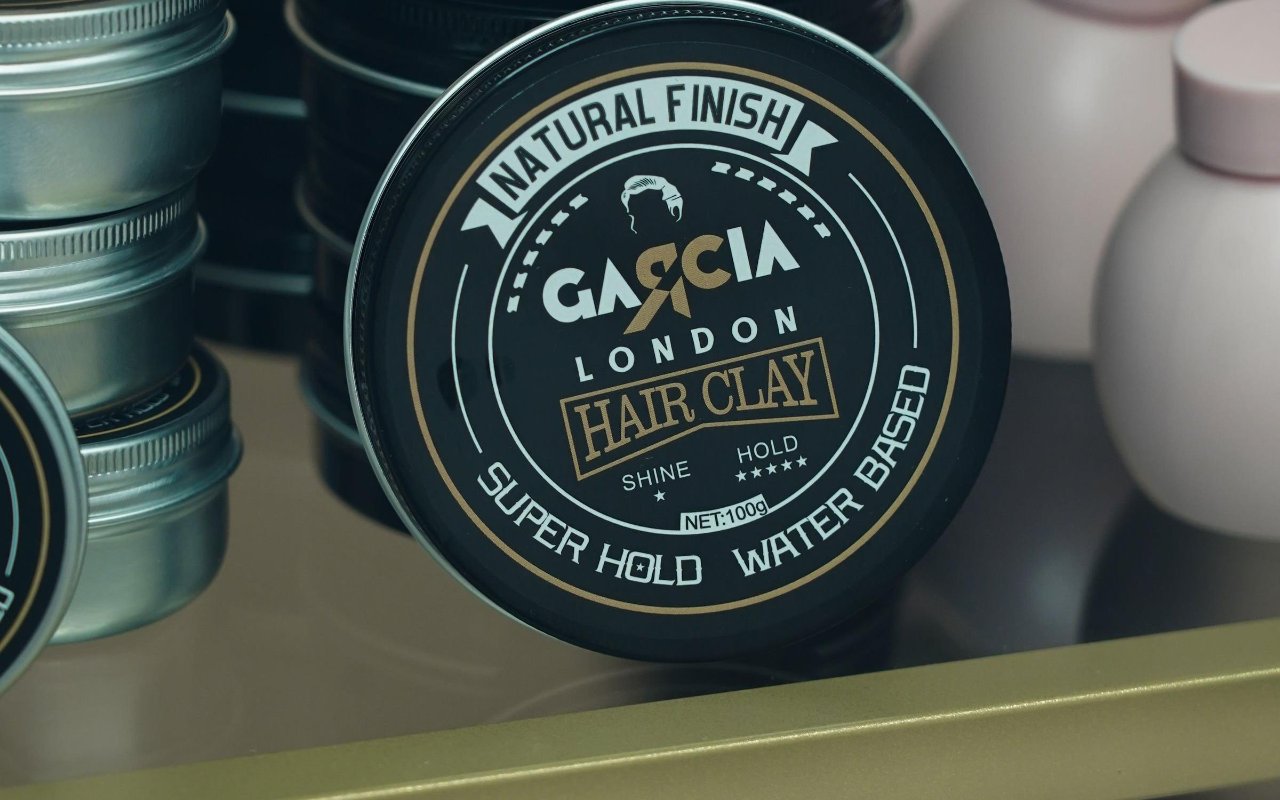 NATURAL FINISH
GARCIA
LONDON
HAIR CLAY
SHINE
HOLD
NET:100g
SUPER HOLD WATER BASED